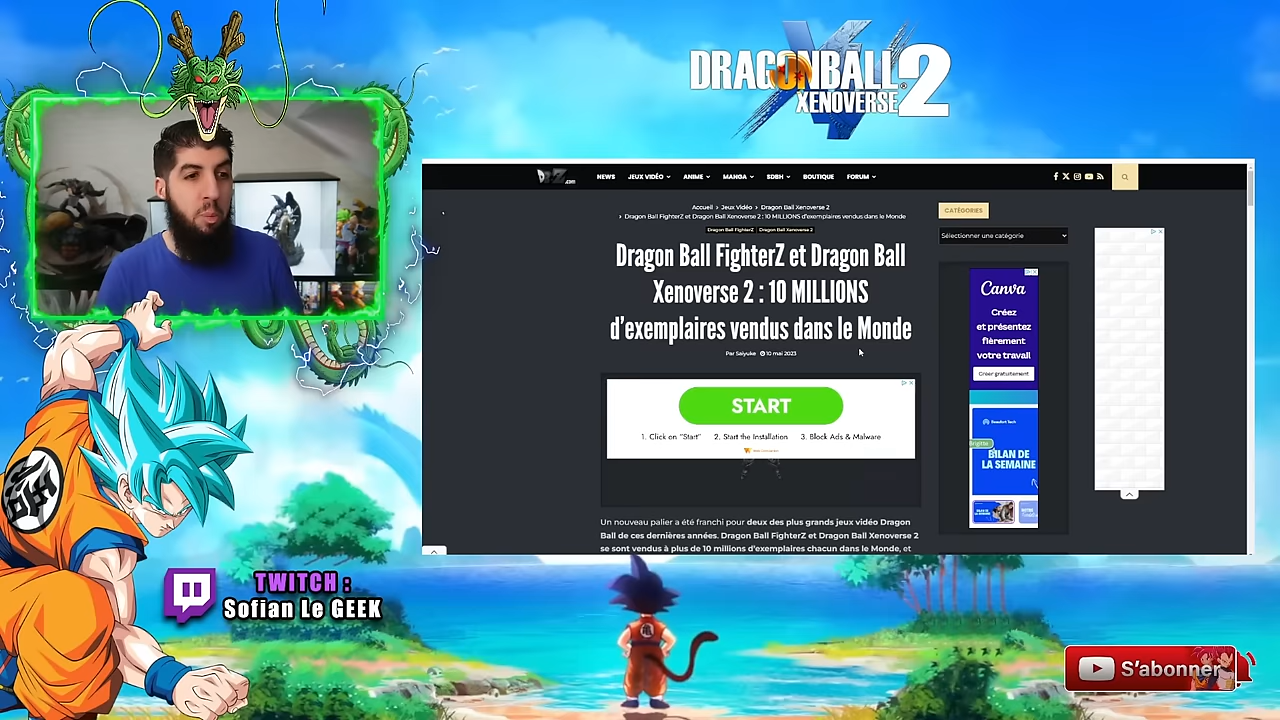 DRAGON BALL
XENOVERSE 2
NEWS JEUX VIDÉO ANIME MANGA SDBH BOUTIQUE FORUM
Accueil > Jeux Vidéo > Dragon Ball Xenoverse 2
> Dragon Ball FighterZ et Dragon Ball Xenoverse 2 : 10 MILLIONS d'exemplaires vendus dans le Monde
Dragon Ball FighterZ Dragon Ball Xenoverse 2
Dragon Ball FighterZ et Dragon Ball
Xenoverse 2 : 10 MILLIONS
d'exemplaires vendus dans le Monde
Par Saiyuke 10 mai 2023
START
1. Click on "Start" 2. Start the Installation 3. Block Ads & Malware
Un nouveau palier a été franchi pour deux des plus grands jeux vidéo Dragon
Ball de ces dernières années. Dragon Ball FighterZ et Dragon Ball Xenoverse 2
se sont vendus à plus de 10 millions d'exemplaires chacun dans le Monde, et
CATÉGORIES
Sélectionner une catégorie
Canva
Créez
et présentez
fièrement
votre travail
Créer gratuitement
Beaufort Tech
Brigitte
BILAN DE
LA SEMAINE
TWITCH :
Sofian Le GEEK
S'abonner